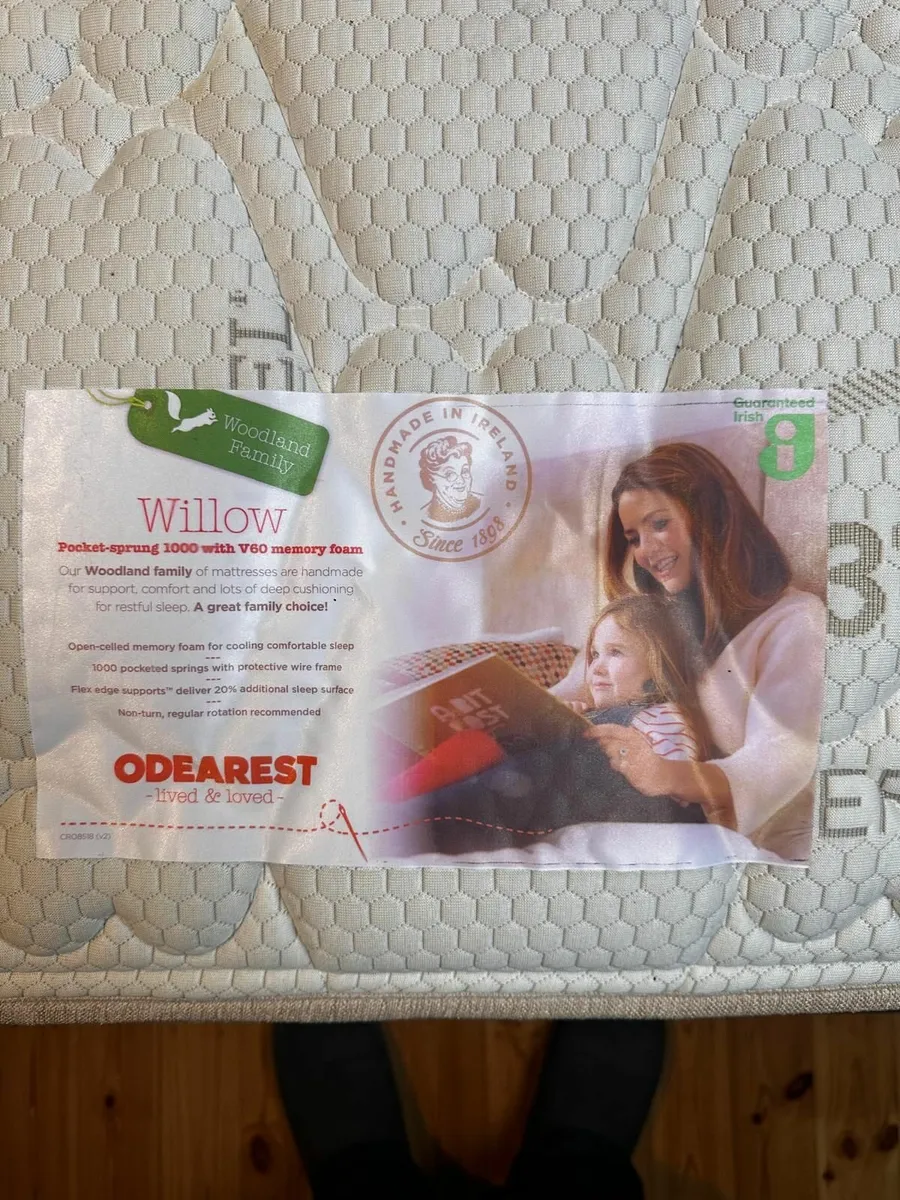 Woodland
Family
HANDMADE IN IRELAND
Since 1898
Guaranteed
Irish
Willow
Pocket-sprung 1000 with V60 memory foam
Our Woodland family of mattresses are handmade
for support, comfort and lots of deep cushioning
for restful sleep. A great family choice!
Open-celled memory foam for cooling comfortable sleep
1000 pocketed springs with protective wire frame
Flex edge supports™ deliver 20% additional sleep surface
Non-turn, regular rotation recommended
ODEAREST
-lived & loved-